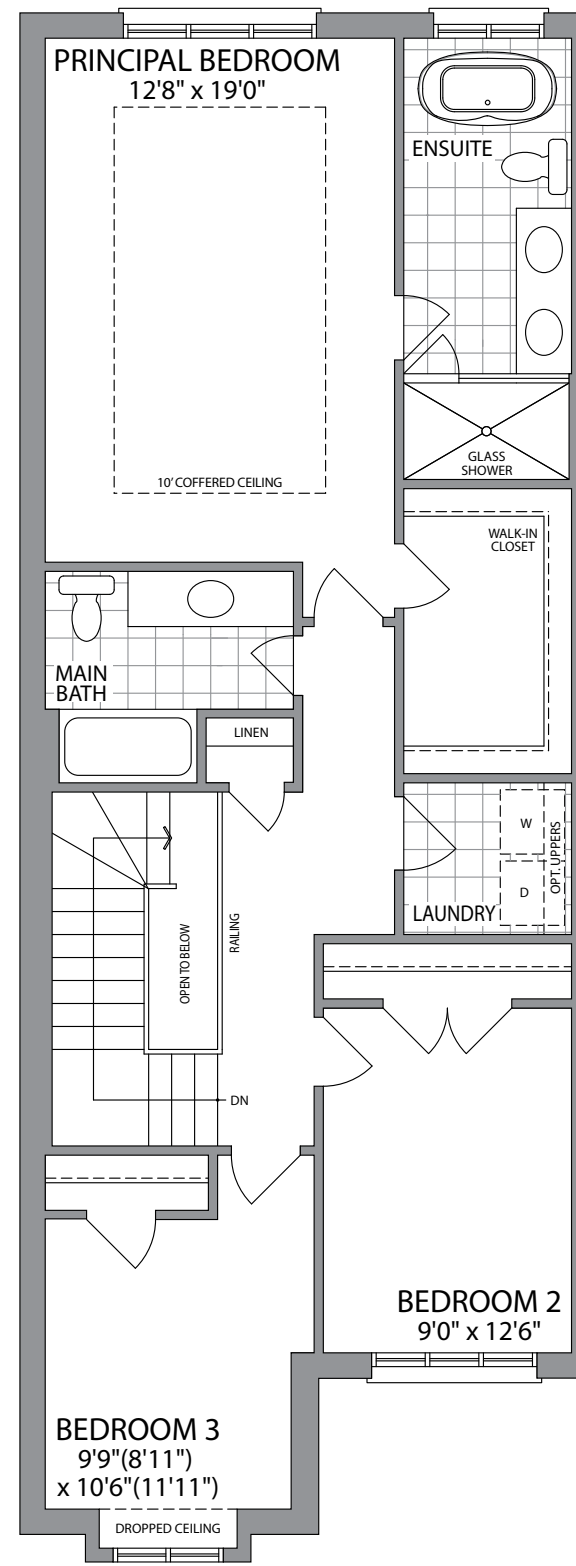 PRINCIPAL BEDROOM
12'8" x 19'0"
ENSUITE
10' COFFERED CEILING
GLASS
SHOWER
WALK-IN
CLOSET
MAIN
BATH
LINEN
W
D
OPT. UPPERS
LAUNDRY
OPEN TO BELOW
RAILING
DN
BEDROOM 2
9'0" x 12'6"
BEDROOM 3
9'9"(8'11")
x 10'6"(11'11")
DROPPED CEILING